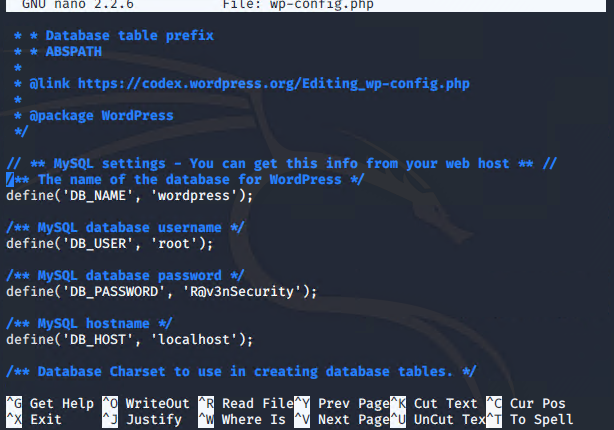 GNU nano 2.2.6 File: wp-config.php
* * Database table prefix
* * ABSPATH
*
* @link https://codex.wordpress.org/Editing_wp-config.php
*
* @package WordPress
*/
// ** MySQL settings - You can get this info from your web host ** //
/** The name of the database for WordPress */
define('DB_NAME', 'wordpress');
/** MySQL database username */
define('DB_USER', 'root');
/** MySQL database password */
define('DB_PASSWORD', 'R@v3nSecurity');
/** MySQL hostname */
define('DB_HOST', 'localhost');
/** Database Charset to use in creating database tables. */
^G Get Help ^O WriteOut ^R Read File^Y Prev Page^K Cut Text ^C Cur Pos
^X Exit ^J Justify ^W Where Is ^V Next Page^U UnCut Tex^T To Spell